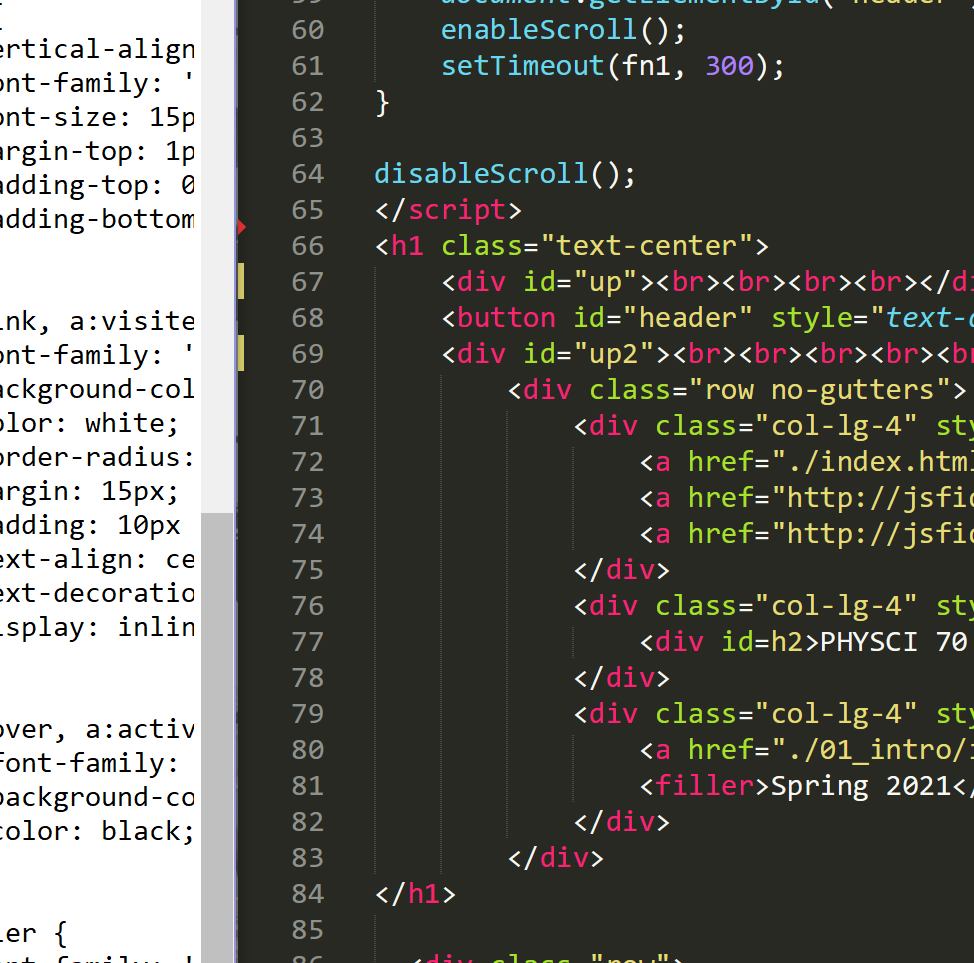 ertical-align
ont-family: '
ont-size: 15p
argin-top: 1p
adding-top: 0
adding-bottom
ink, a:visite
ont-family: '
ackground-col
olor: white;
order-radius:
argin: 15px;
adding: 10px
ext-align: ce
ext-decoratio
isplay: inlin
over, a:activ
font-family:
background-co
color: black;
ler {
59 document.getElementById("header"
60 enableScroll();
61 setTimeout(fn1, 300);
62 }
63
64 disableScroll();
65 </script>
66 <h1 class="text-center">
67 <div id="up"><br><br><br><br></di
68 <button id="header" style="text-d
69 <div id="up2"><br><br><br><br><br
70 <div class="row no-gutters">
71 <div class="col-lg-4" sty
72 <a href="./index.html
73 <a href="http://jsfid
74 <a href="http://jsfid
75 </div>
76 <div class="col-lg-4" sty
77 <div id=h2>PHYSCI 70
78 </div>
79 <div class="col-lg-4" sty
80 <a href="./01_intro/i
81 <filler>Spring 2021</
82 </div>
83 </div>
84 </h1>
85
86 <div class="row">